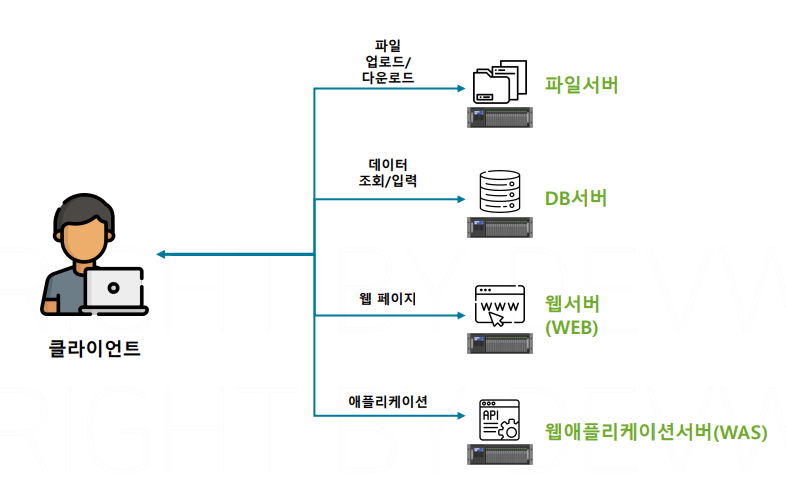 파일
업로드/
다운로드
파일서버
데이터
조회/입력
DB서버
클라이언트
웹 페이지
WWW
웹서버
(WEB)
애플리케이션
API
웹애플리케이션서버(WAS)